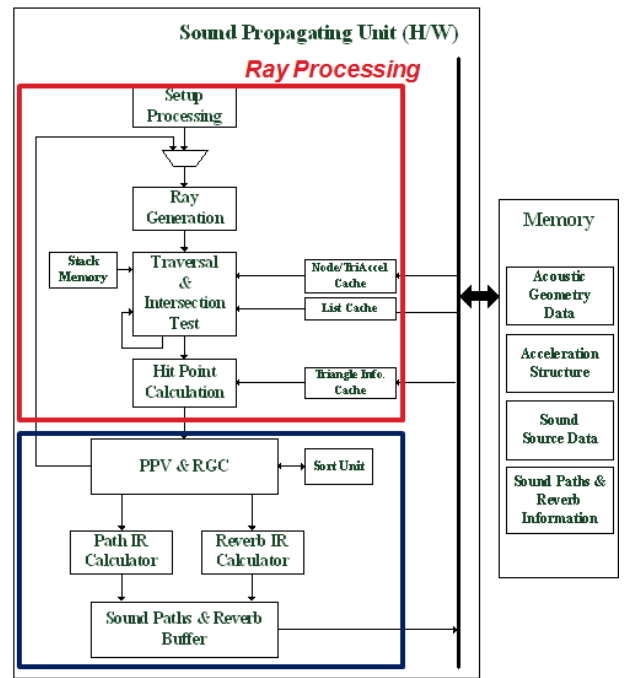 Sound Propagating Unit (H/W)
Ray Processing
Setup
Processing
Ray
Generation
Stack
Memory
Traversal
&
Intersection
Test
Node/TriAccel
Cache
List Cache
Hit Point
Calculation
Triangle Info.
Cache
PPV & RGC
Sort Unit
Path IR
Calculator
Reverb IR
Calculator
Sound Paths & Reverb
Buffer
Memory
Acoustic
Geometry
Data
Acceleration
Structure
Sound
Source Data
Sound Paths &
Reverb
Information